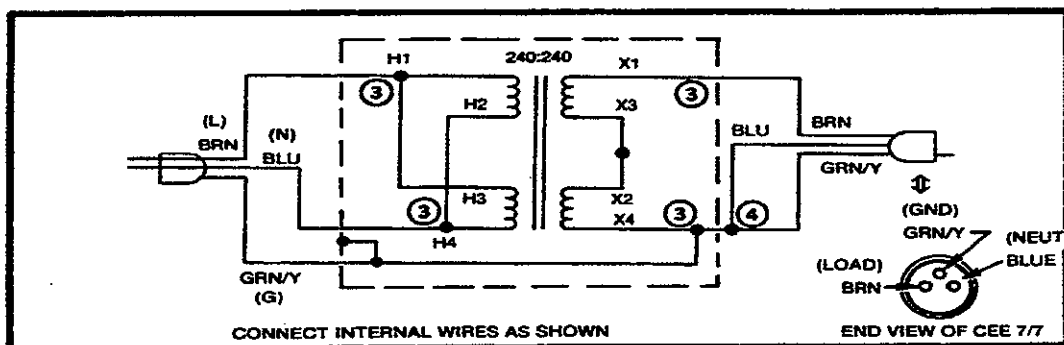 240:240
H1
X1
3
3
H2
X3
(L)
BRN
(N)
BLU
BLU
BRN
GRN/Y
H3
X2
3
3
4
H4
X4
GRN/Y
(G)
(GND)
GRN/Y
(NEUT
BLUE
(LOAD)
BRN
CONNECT INTERNAL WIRES AS SHOWN
END VIEW OF CEE 7/7